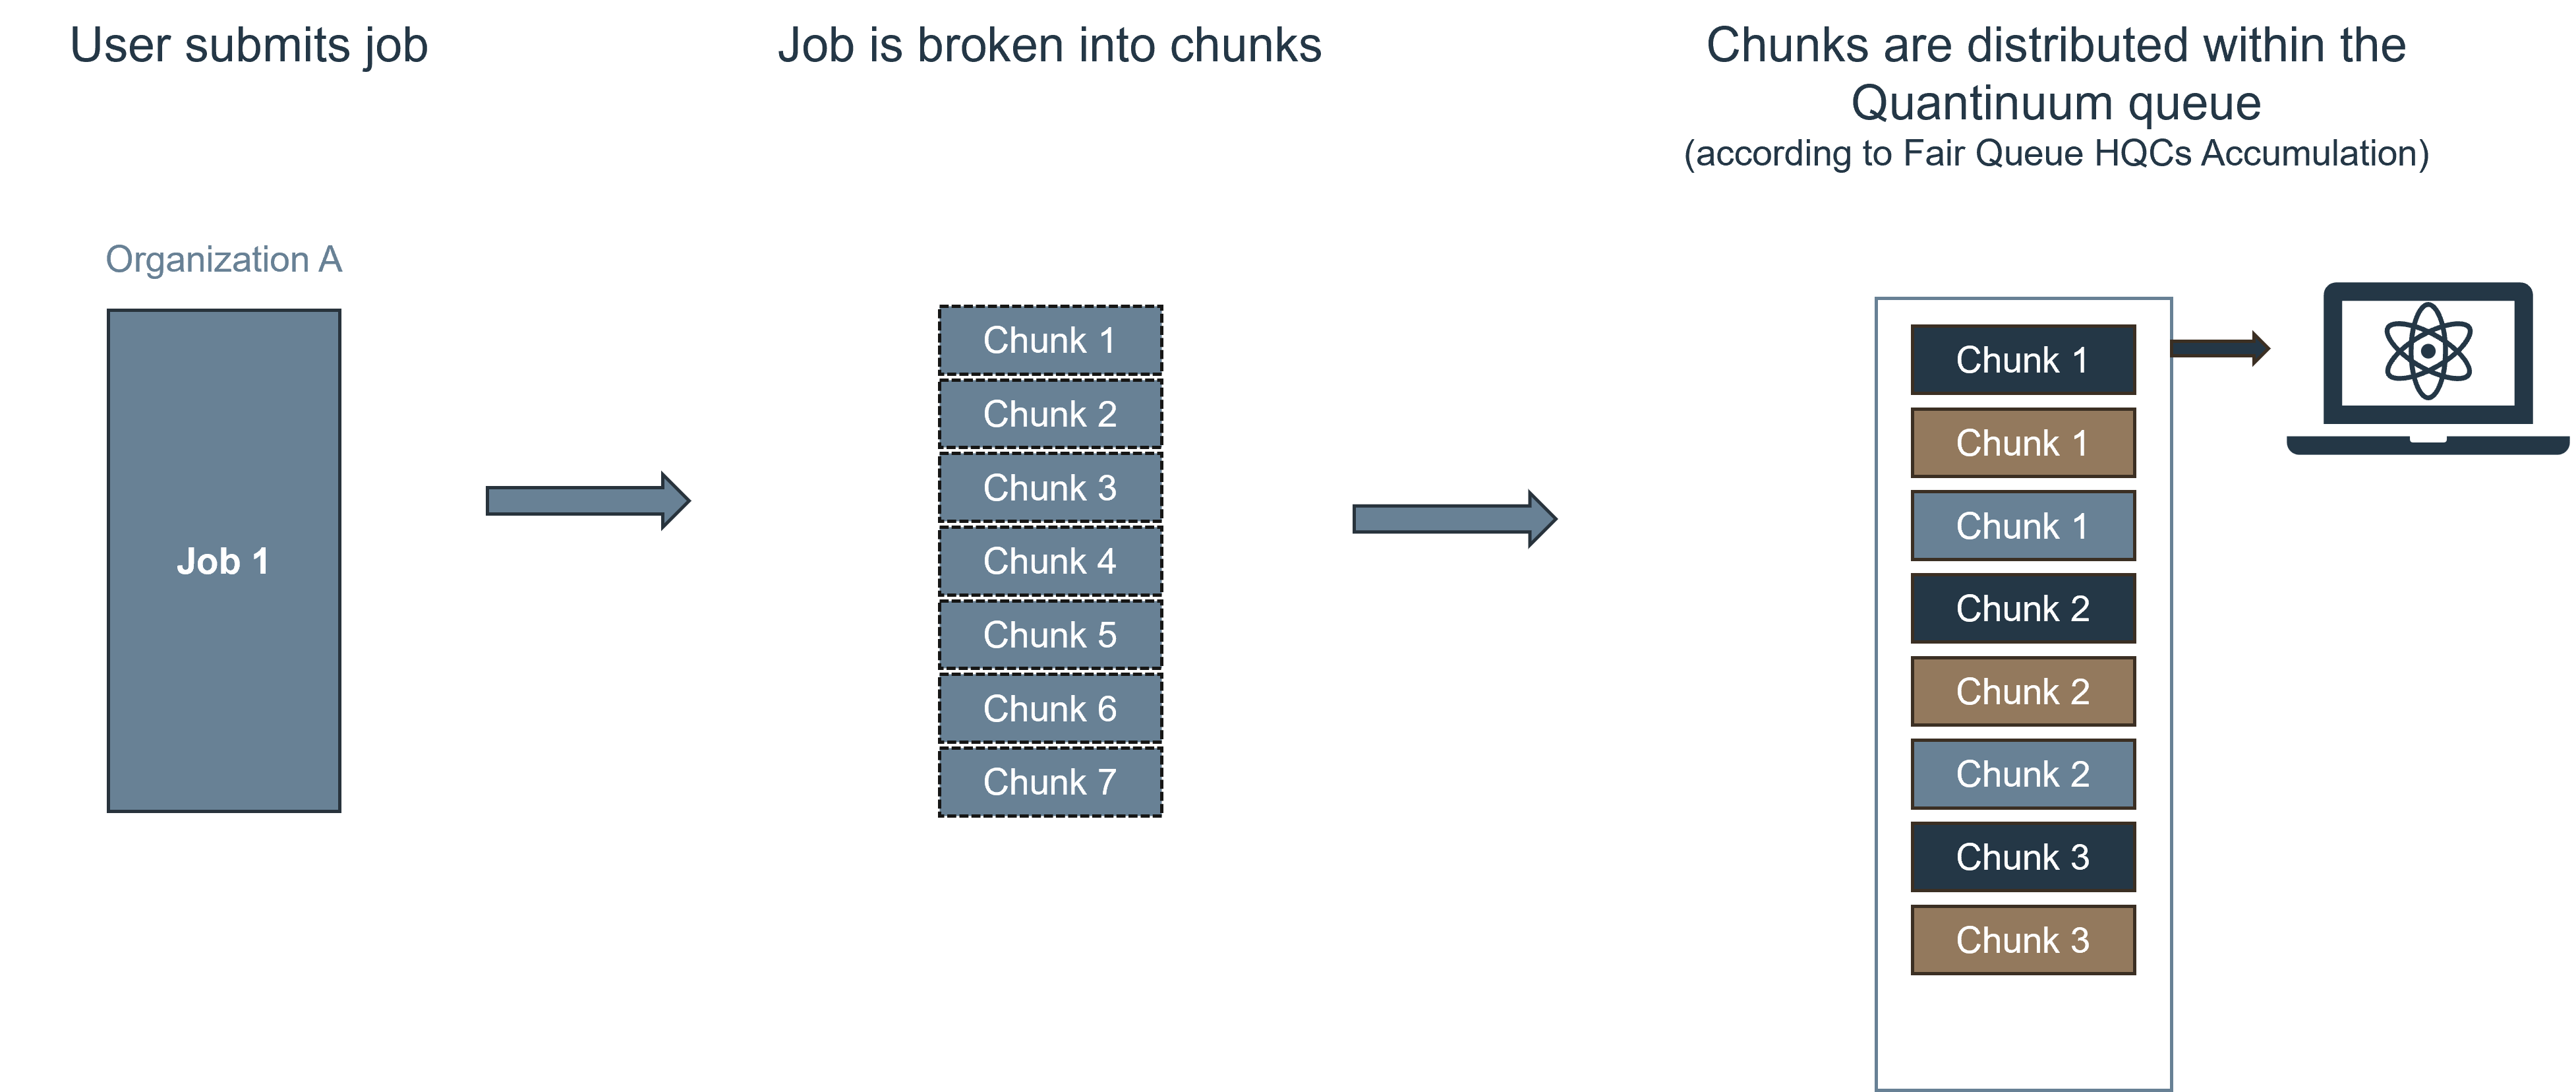 User submits job
Job is broken into chunks
Chunks are distributed within the
Quantinuum queue
(according to Fair Queue HQCs Accumulation)
Organization A
Job 1
Chunk 1
Chunk 2
Chunk 3
Chunk 4
Chunk 5
Chunk 6
Chunk 7
Chunk 1
Chunk 1
Chunk 1
Chunk 2
Chunk 2
Chunk 2
Chunk 3
Chunk 3